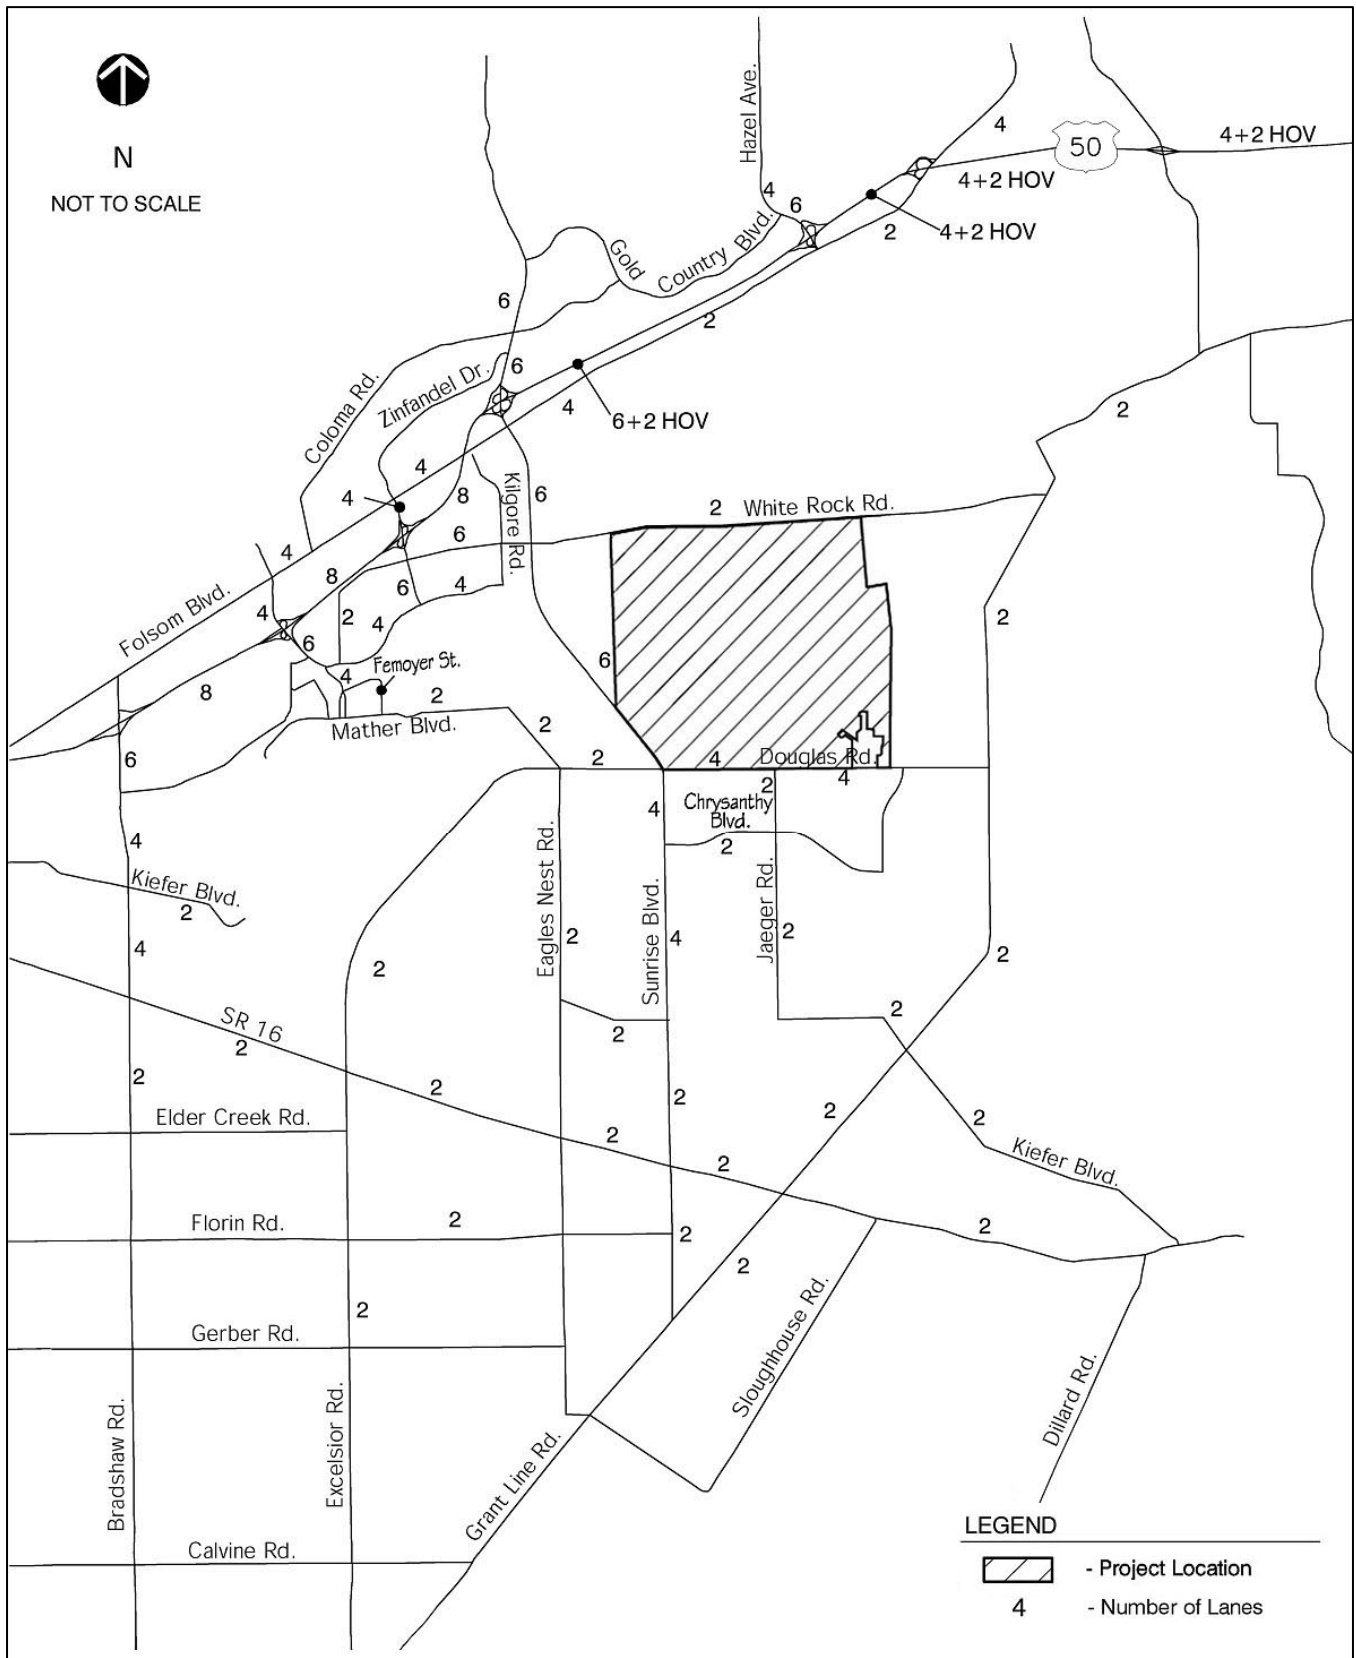 N
NOT TO SCALE
Hazel Ave.
4
50
4+2 HOV
4+2 HOV
4
6
4+2 HOV
2
Gold
Country
Blvd.
6
2
6
Zinfandel Dr.
Coloma Rd.
4
6+2 HOV
2
4
4
8
Kilgore Rd.
6
2
White Rock Rd.
4
6
8
6
4
2
4
Folsom Blvd.
4
6
2
6
4
Femoyer St.
8
2
Mather Blvd.
2
6
2
4
Douglas Rd.
4
2
4
Chrysanthy
Blvd.
2
4
Kiefer Blvd.
2
Eagles Nest Rd.
Sunrise Blvd.
Jaeger Rd.
4
2
4
2
2
2
SR 16
2
2
2
2
2
2
2
2
Elder Creek Rd.
2
2
2
Kiefer Blvd.
2
Florin Rd.
2
2
2
2
2
Gerber Rd.
Sloughhouse Rd.
Dillard Rd.
Bradshaw Rd.
Excelsior Rd.
Grant Line Rd.
Calvine Rd.
LEGEND
- Project Location
4 - Number of Lanes